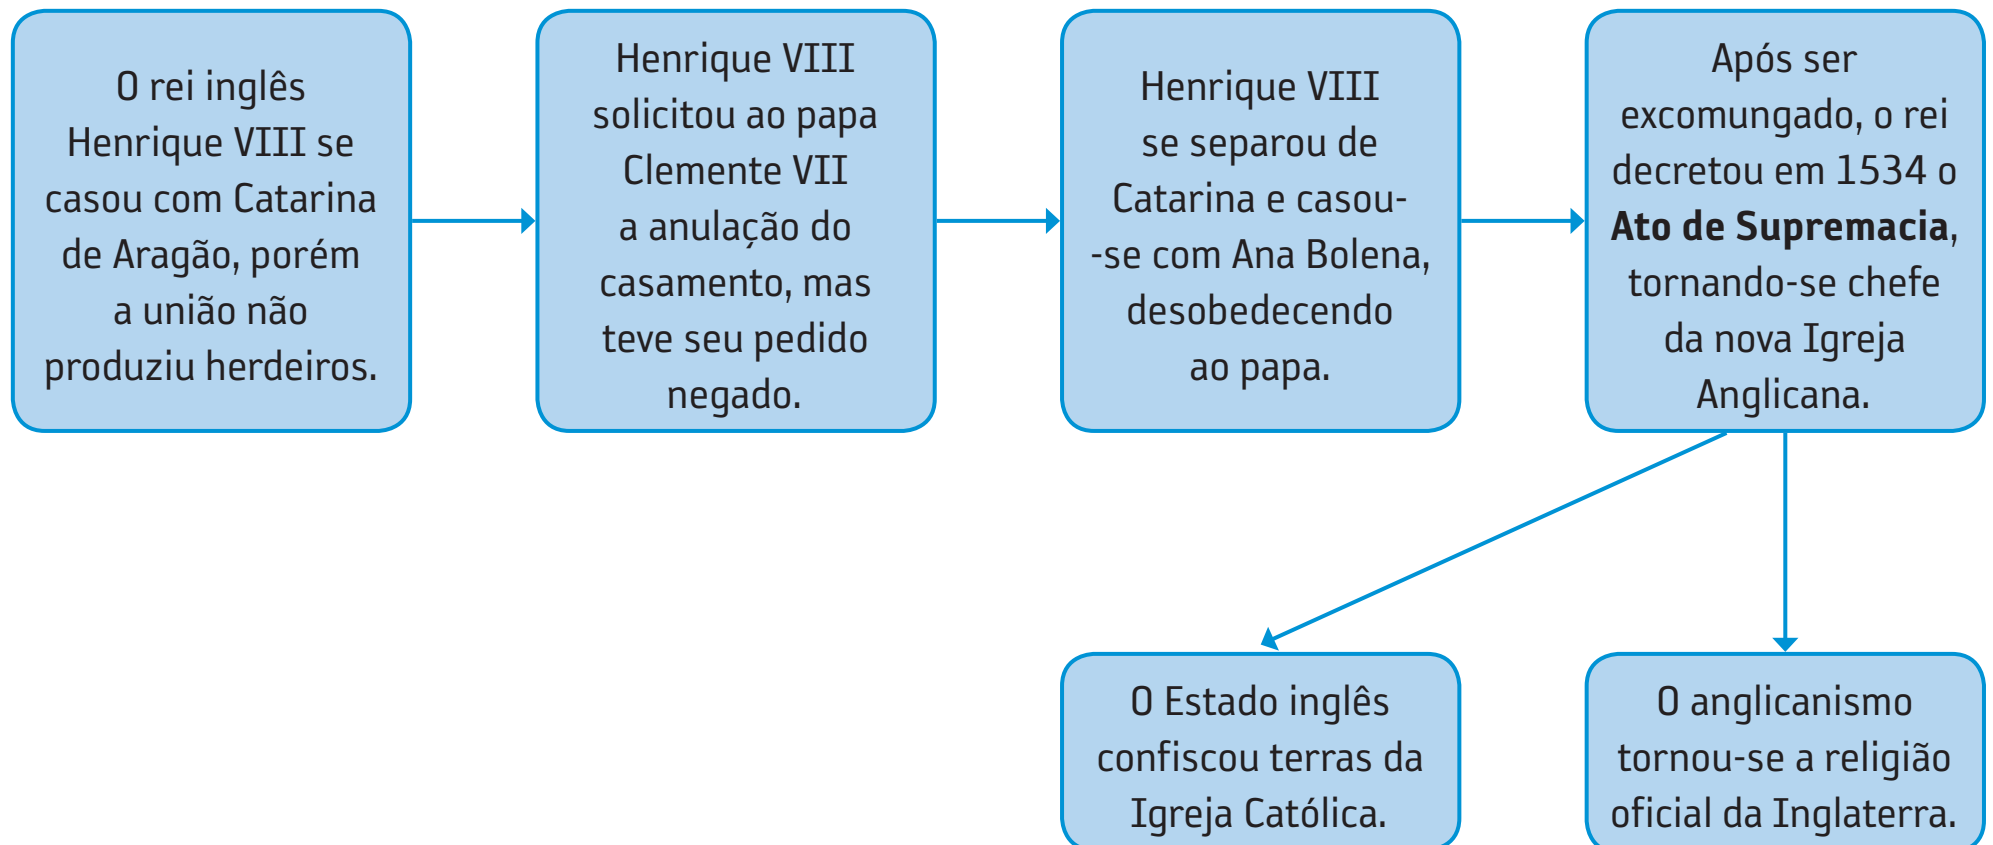 O rei inglês
Henrique VIII se
casou com Catarina
de Aragão, porém
a união não
produziu herdeiros.
Henrique VIII
solicitou ao papa
Clemente VII
a anulação do
casamento, mas
teve seu pedido
negado.
Henrique VIII
se separou de
Catarina e casou-
-se com Ana Bolena,
desobedecendo
ao papa.
Após ser
excomungado, o rei
decretou em 1534 o
Ato de Supremacia,
tornando-se chefe
da nova Igreja
Anglicana.
O Estado inglês
confiscou terras da
Igreja Católica.
O anglicanismo
tornou-se a religião
oficial da Inglaterra.